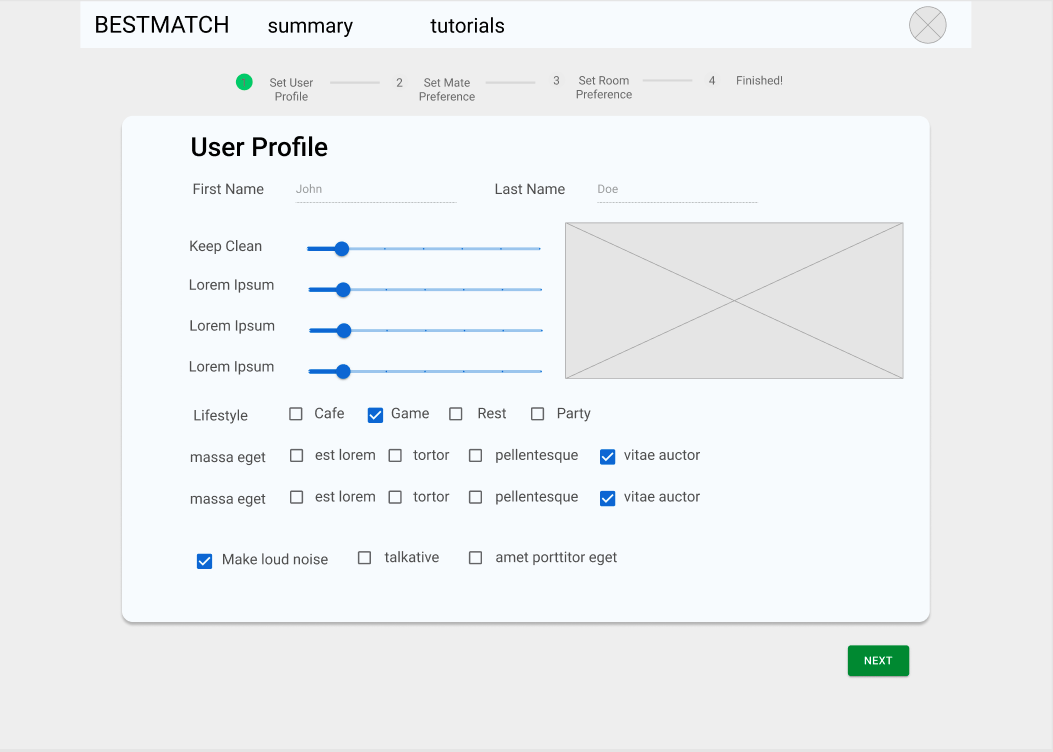 BESTMATCH summary tutorials
1 Set User Profile 2 Set Mate Preference 3 Set Room Preference 4 Finished!
User Profile
First Name John Last Name Doe
Keep Clean
Lorem Ipsum
Lorem Ipsum
Lorem Ipsum
Lifestyle Cafe Game Rest Party
massa eget est lorem tortor pellentesque vitae auctor
massa eget est lorem tortor pellentesque vitae auctor
Make loud noise talkative amet porttitor eget
NEXT